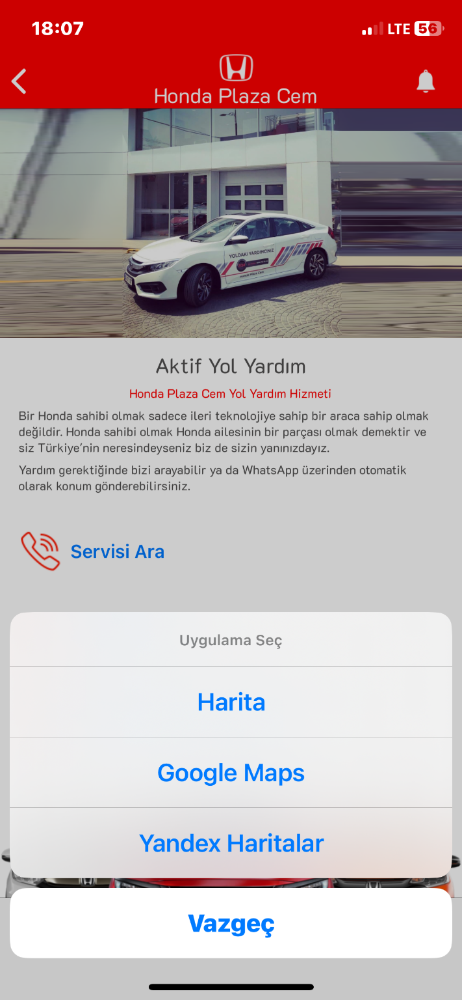 18:07
LTE 56
Honda Plaza Cem
YOLDAKİ YARDIMCINIZ
Honda Plaza Cem
Aktif Yol Yardım
Honda Plaza Cem Yol Yardım Hizmeti
Bir Honda sahibi olmak sadece ileri teknolojiye sahip bir araca sahip olmak
değildir. Honda sahibi olmak Honda ailesinin bir parçası olmak demektir ve
siz Türkiye'nin neresindeyseniz biz de sizin yanınızdayız.
Yardım gerektiğinde bizi arayabilir ya da WhatsApp üzerinden otomatik
olarak konum gönderebilirsiniz.
Servisi Ara
Uygulama Seç
Harita
Google Maps
Yandex Haritalar
Vazgeç